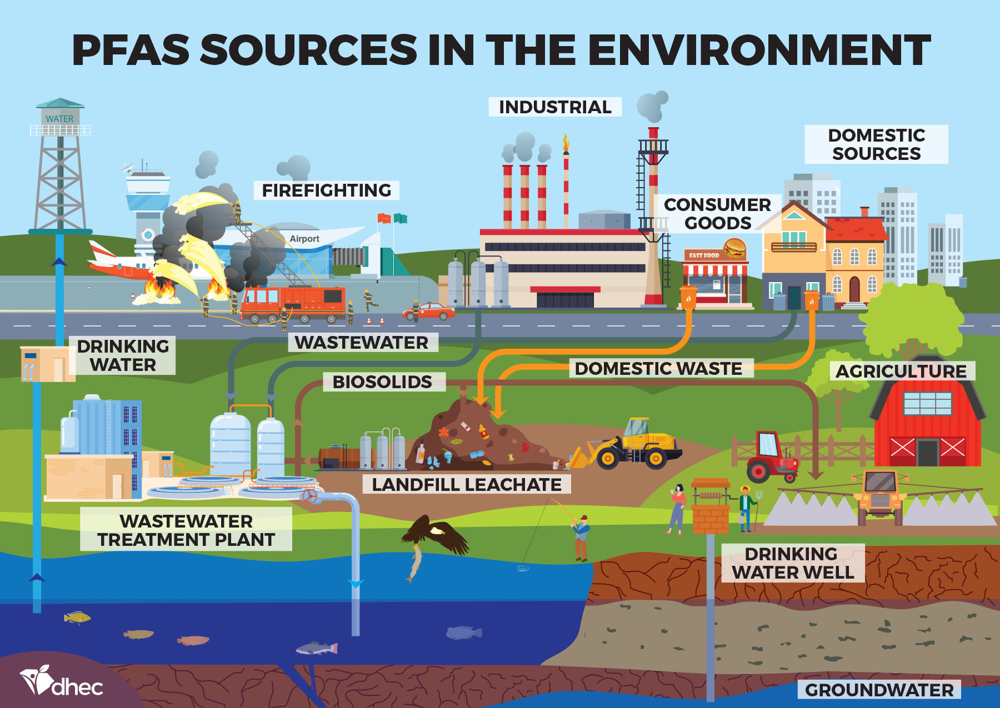 PFAS SOURCES IN THE ENVIRONMENT
WATER
INDUSTRIAL
DOMESTIC
SOURCES
FIREFIGHTING
CONSUMER
GOODS
Airport
FAST FOOD
DRINKING
WATER
WASTEWATER
DOMESTIC WASTE
BIOSOLIDS
AGRICULTURE
LANDFILL LEACHATE
WASTEWATER
TREATMENT PLANT
DRINKING
WATER WELL
GROUNDWATER
dhec